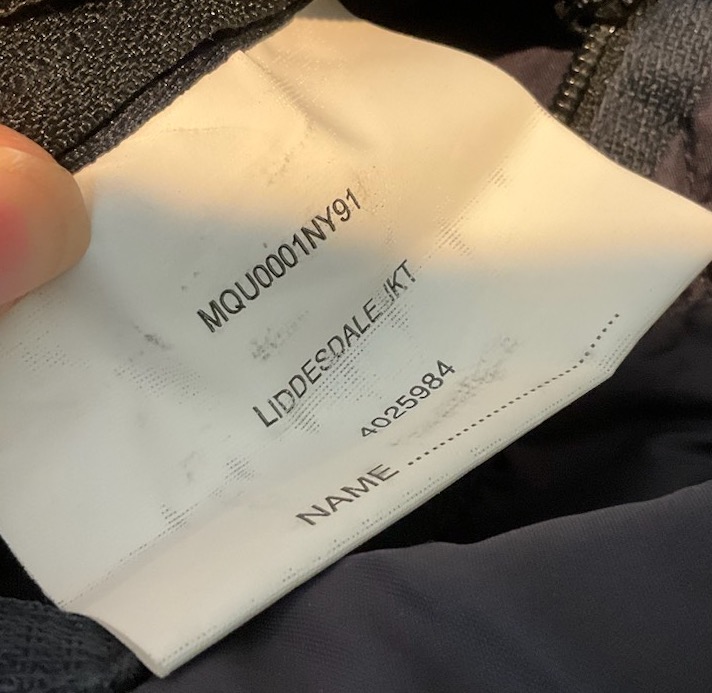 MQU0001NY91
LIDDESDALE JKT
4025984
NAME ........................................